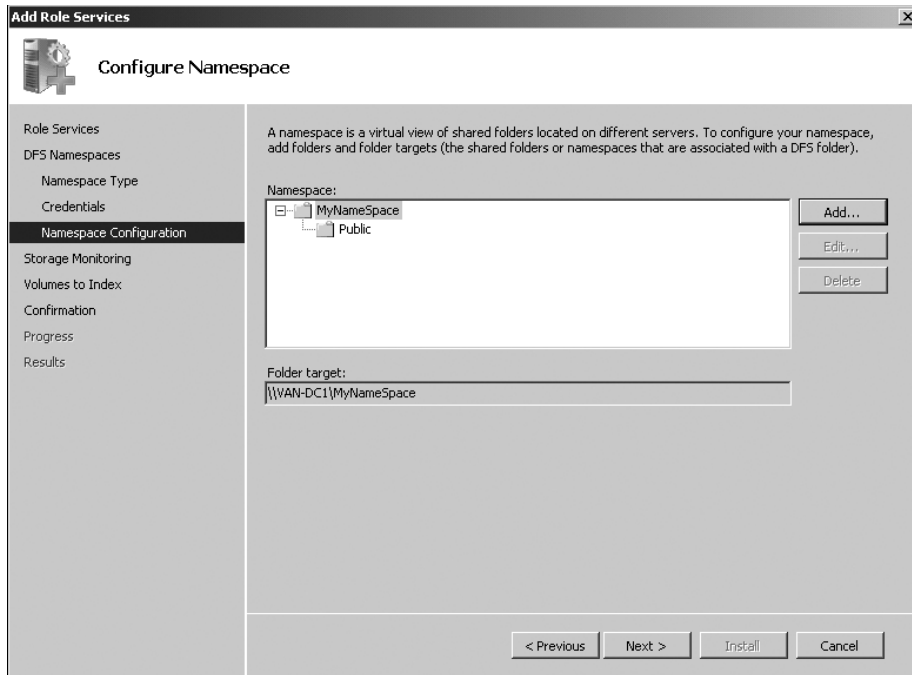 Add Role Services
Configure Namespace
Role Services
DFS Namespaces
Namespace Type
Credentials
Namespace Configuration
Storage Monitoring
Volumes to Index
Confirmation
Progress
Results
A namespace is a virtual view of shared folders located on different servers. To configure your namespace,
add folders and folder targets (the shared folders or namespaces that are associated with a DFS folder).
Namespace:
MyNameSpace
Public
Add...
Edit...
Delete
Folder target:
\\VAN-DC1\MyNameSpace
< Previous
Next >
Install
Cancel